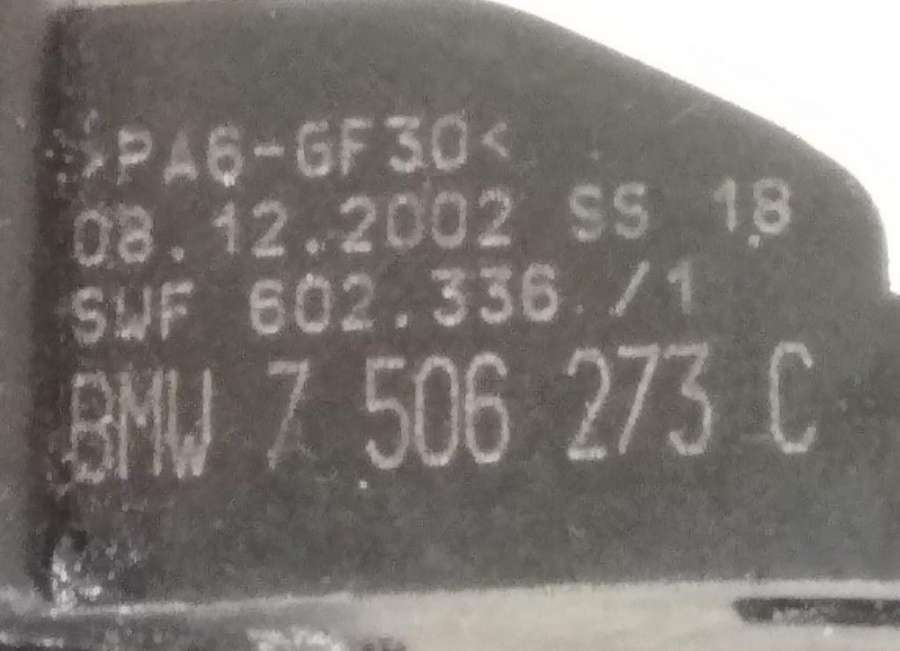 >PA6-GF30<
08.12.2002 SS 18
SWF 602.336 /1
BMW 7 506 273 C